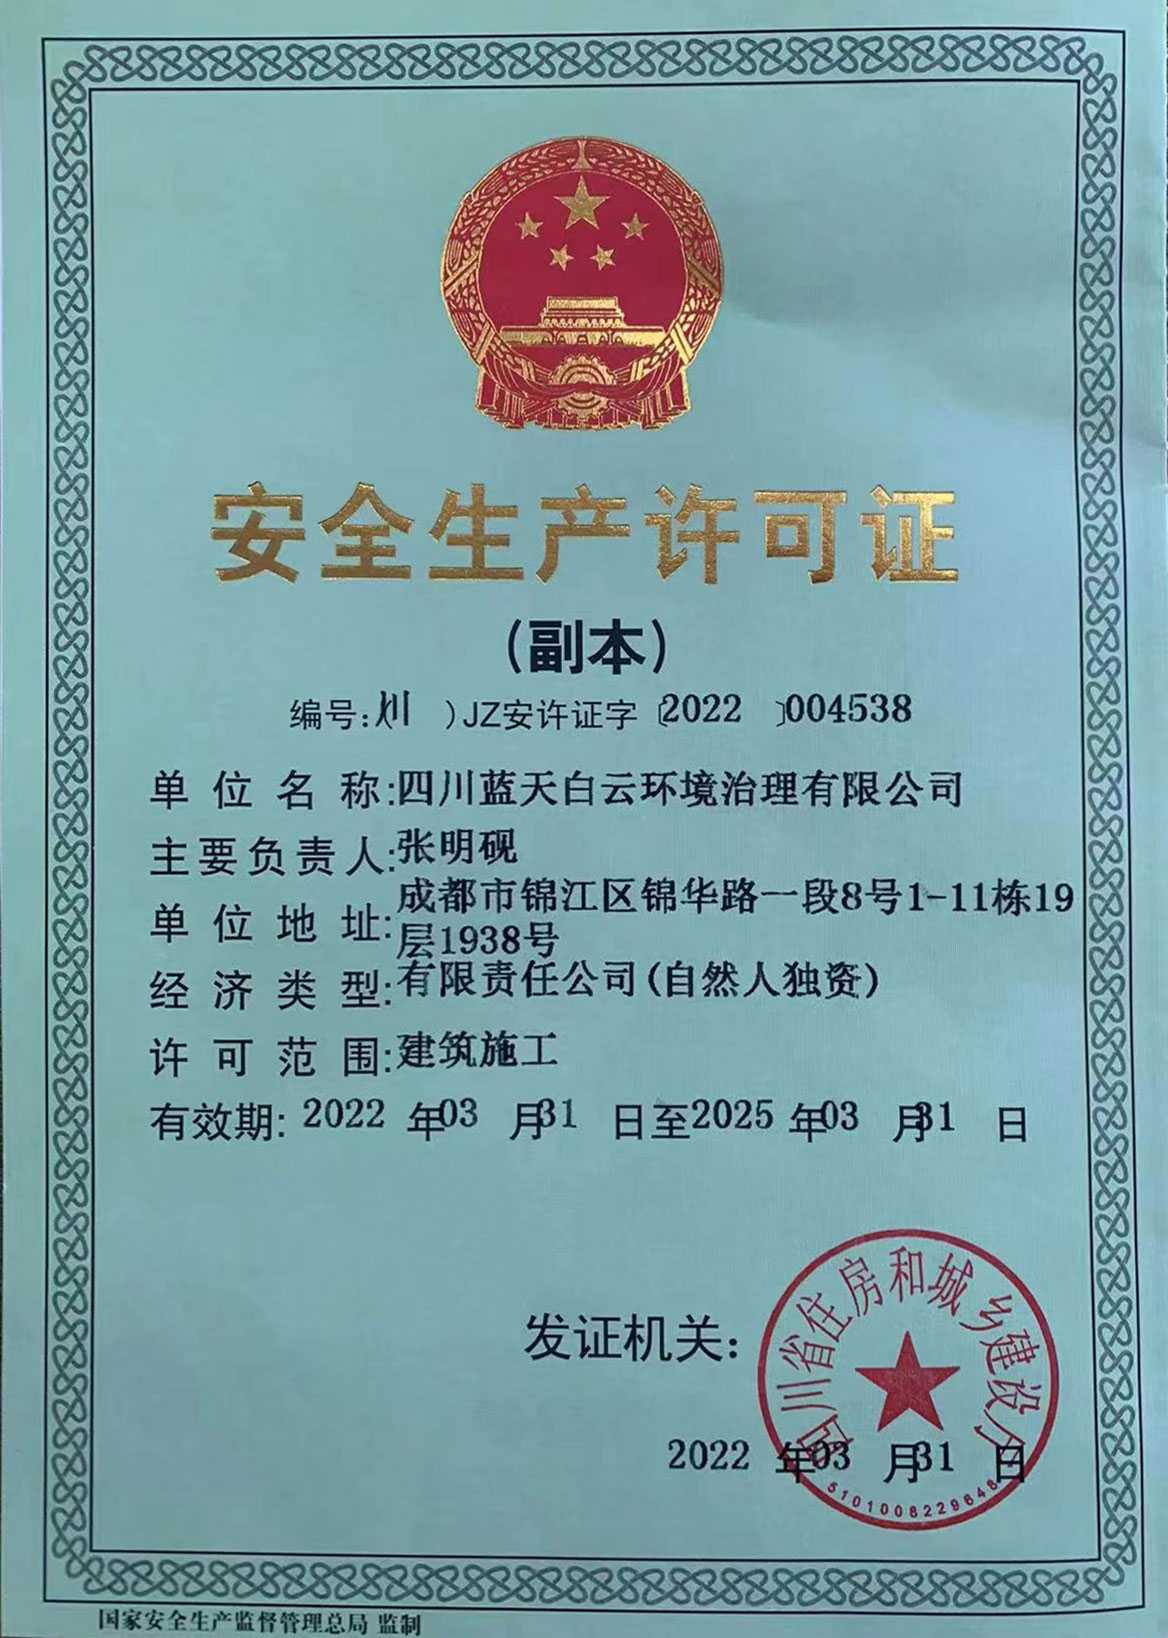 安全生产许可证
(副本)
编号:(川 )JZ安许证字〔2022 〕004538
单位名称:四川蓝天白云环境治理有限公司
主要负责人:张明砚
单位地址:成都市锦江区锦华路一段8号1-11栋19
层1938号
经济类型:有限责任公司(自然人独资)
许可范围:建筑施工
有效期:2022 年03 月31 日至2025 年03 月31 日
四川省住房和城乡建设厅
发证机关:
2022 年03 月31 日
国家安全生产监督管理总局 监制